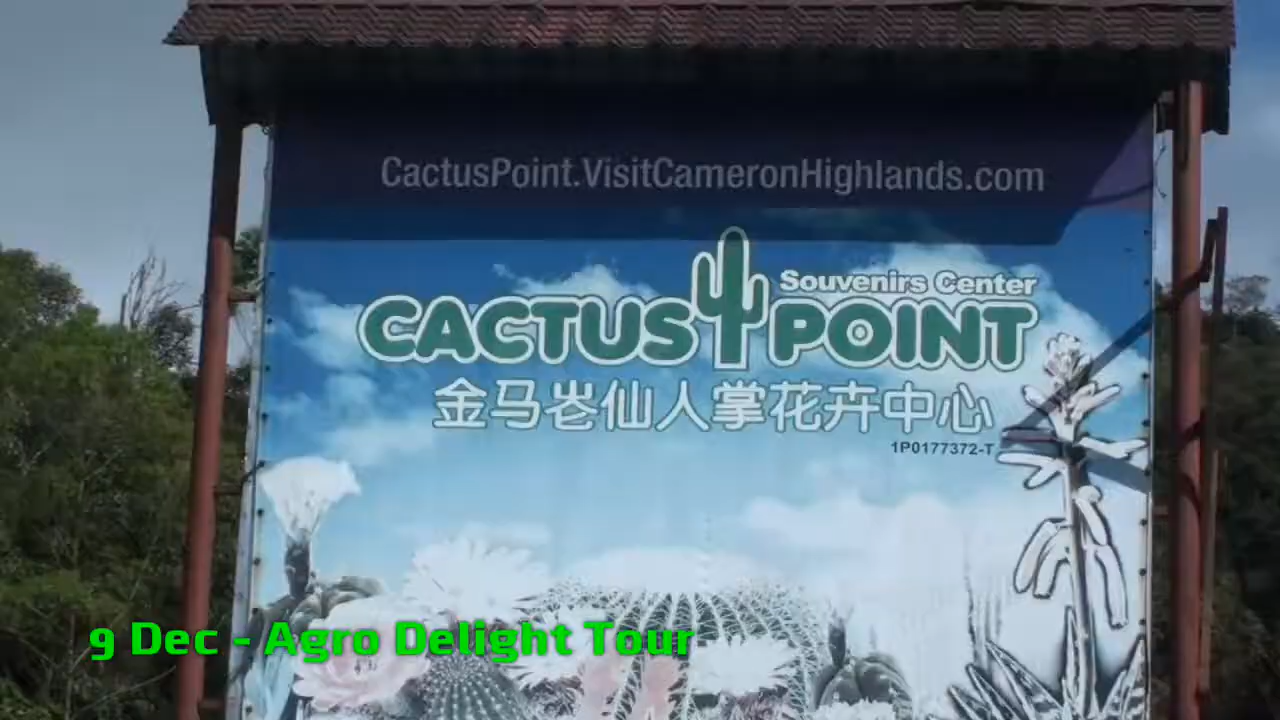 CactusPoint.VisitCameronHighlands.com
Souvenirs Center
CACTUS POINT
金马岺仙人掌花卉中心
1P0177372-T
9 Dec - Agro Delight Tour